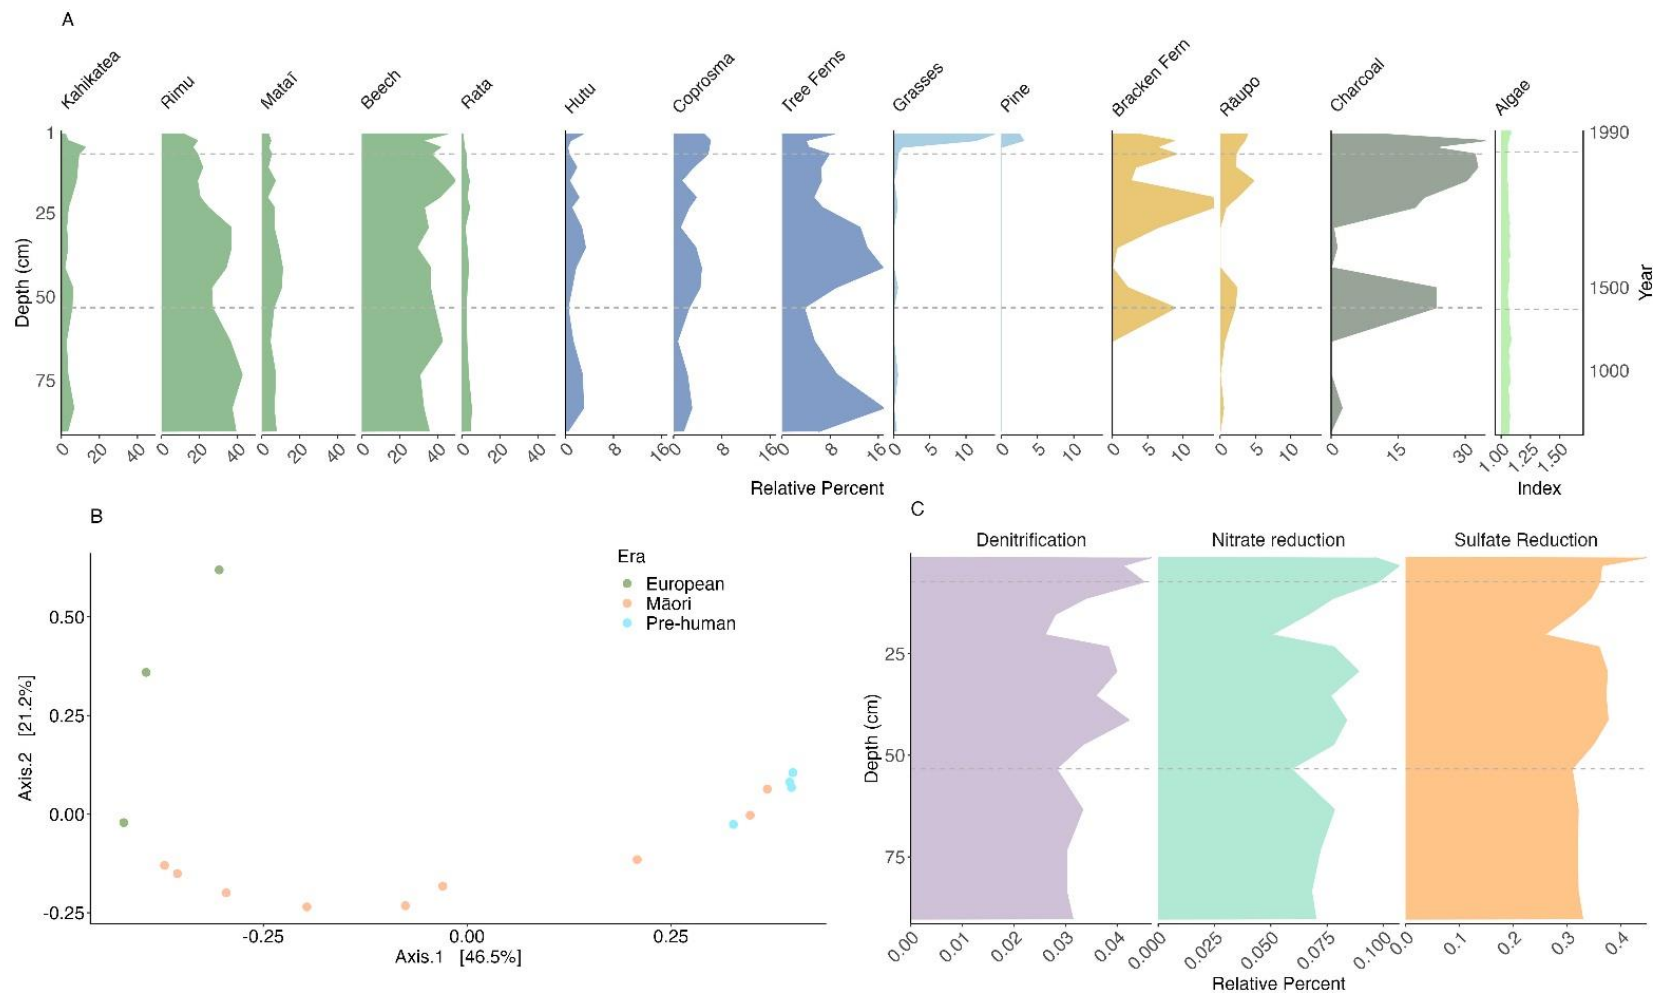 A
Kahikatea
Rimu
Mataī
Beech
Rata
Hutu
Coprosma
Tree Ferns
Grasses
Pine
Bracken Fern
Rāupo
Charcoal
Algae
1
25
50
75
Depth (cm)
1990
1500
1000
Year
0 20 40
0 20 40
0 20 40
0 20 40
0 20 40
0 8 16
0 8 16
0 8 16
0 5 10
0 5 10
0 5 10
0 5 10
0 15 30
1.00 1.25 1.50
Relative Percent
Index
B
0.50
0.25
0.00
-0.25
Axis.2 [21.2%]
Era
European
Māori
Pre-human
-0.25 0.00 0.25
Axis.1 [46.5%]
C
Denitrification
Nitrate reduction
Sulfate Reduction
25
50
75
Depth (cm)
0.00 0.01 0.02 0.03 0.04
0.000 0.025 0.050 0.075 0.100
0.0 0.1 0.2 0.3 0.4
Relative Percent